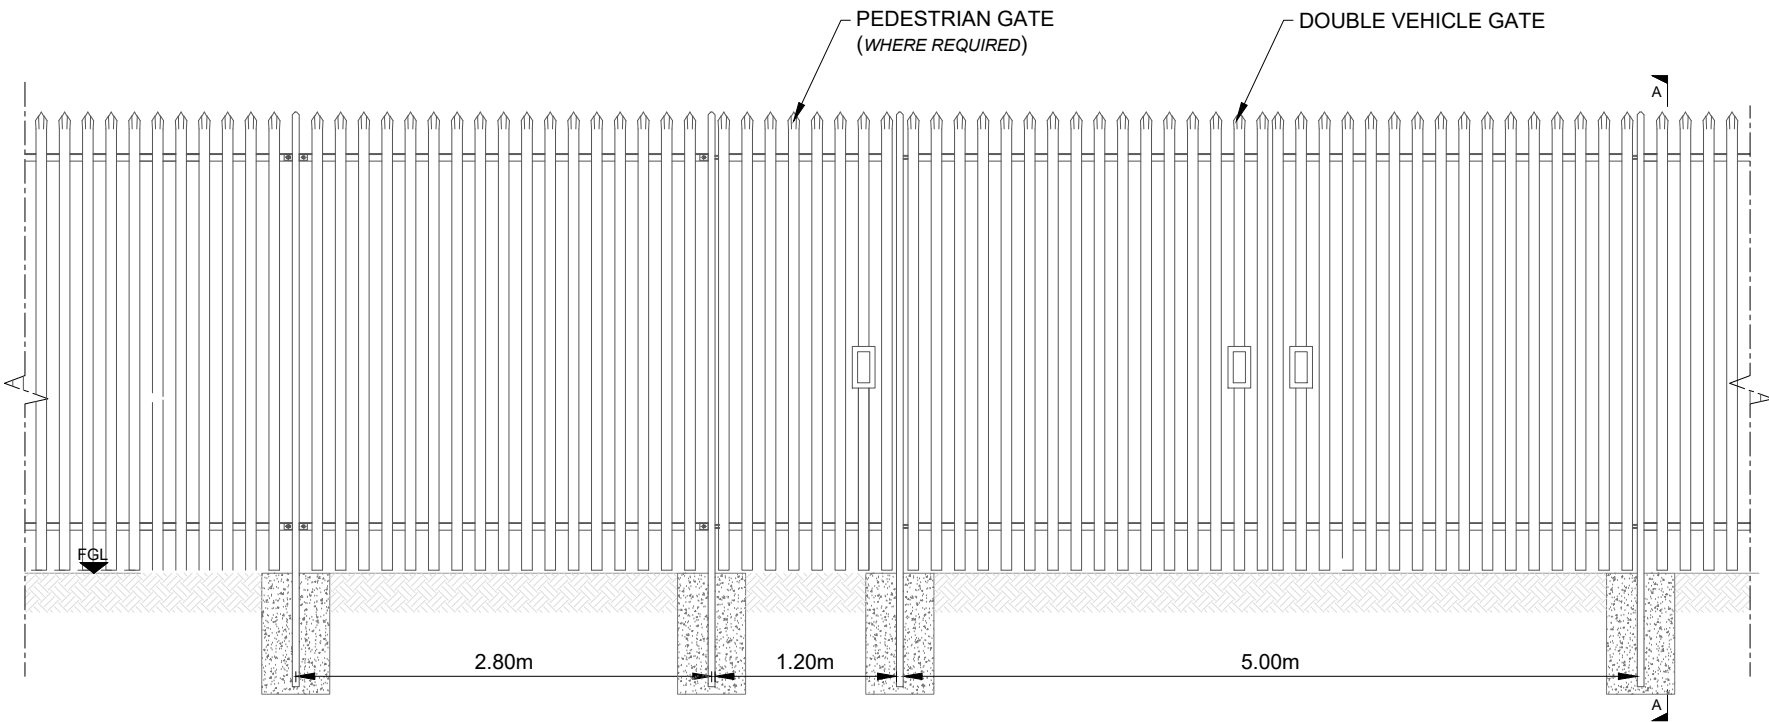 PEDESTRIAN GATE
(WHERE REQUIRED)
DOUBLE VEHICLE GATE
A
A
A
FGL
2.80m
1.20m
5.00m
A